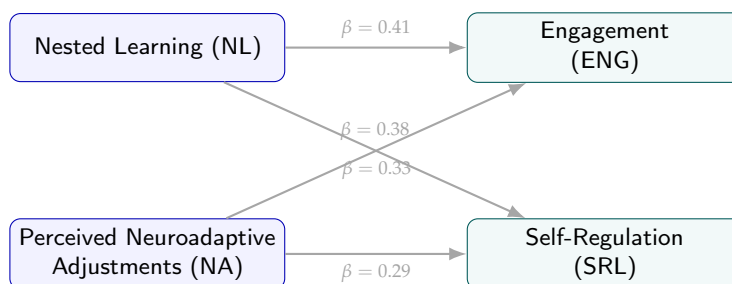 Nested Learning (NL)
β = 0.41
Engagement
(ENG)
β = 0.38
β = 0.33
Perceived Neuroadaptive
Adjustments (NA)
β = 0.29
Self-Regulation
(SRL)